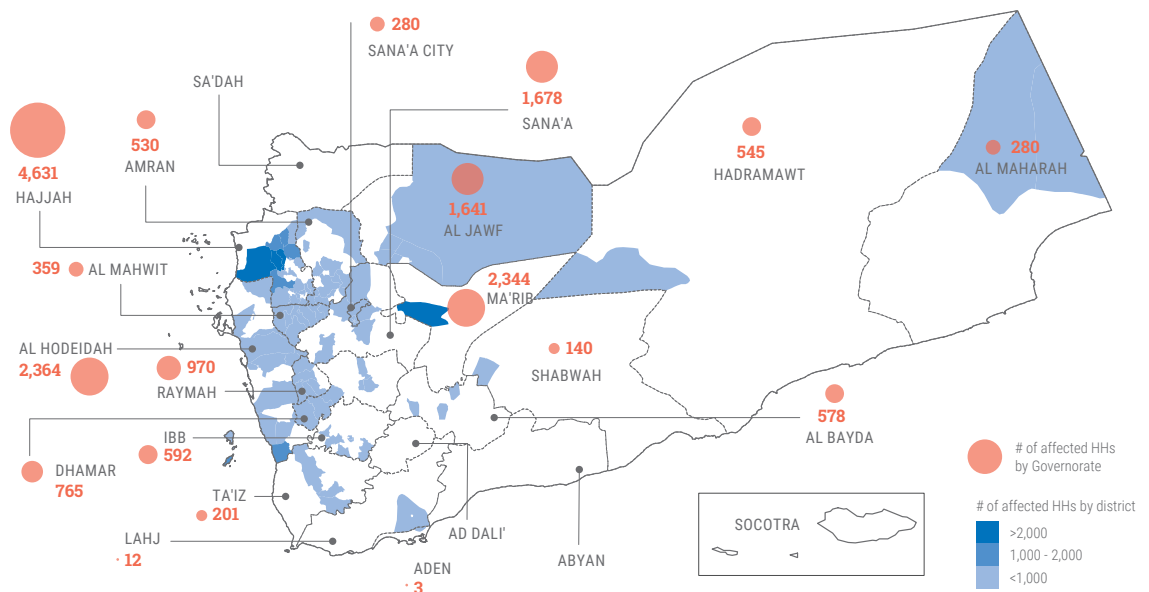 280
SANA'A CITY
SA'DAH
1,678
SANA'A
530
AMRAN
4,631
HAJJAH
545
HADRAMAWT
280
AL MAHARAH
1,641
AL JAWF
359 AL MAHWIT
2,344
MA'RIB
AL HODEIDAH
2,364
970
RAYMAH
140
SHABWAH
578
AL BAYDA
IBB
592
DHAMAR
765
TA'IZ
201
LAHJ
12
AD DALI'
ADEN
3
ABYAN
SOCOTRA
# of affected HHs
by Governorate
# of affected HHs by district
>2,000
1,000 - 2,000
<1,000